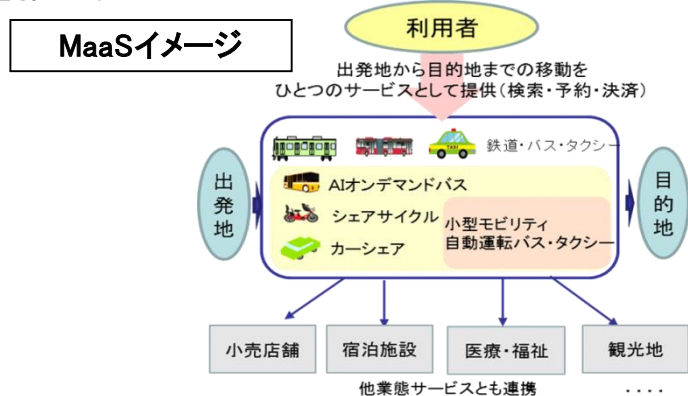 MaaSイメージ
利用者
出発地から目的地までの移動を
ひとつのサービスとして提供(検索・予約・決済)
TAXI
鉄道・バス・タクシー
出発地
AIオンデマンドバス
シェアサイクル
カーシェア
小型モビリティ
自動運転バス・タクシー
目的地
小売店舗
宿泊施設
医療・福祉
観光地
他業態サービスとも連携
・・・・